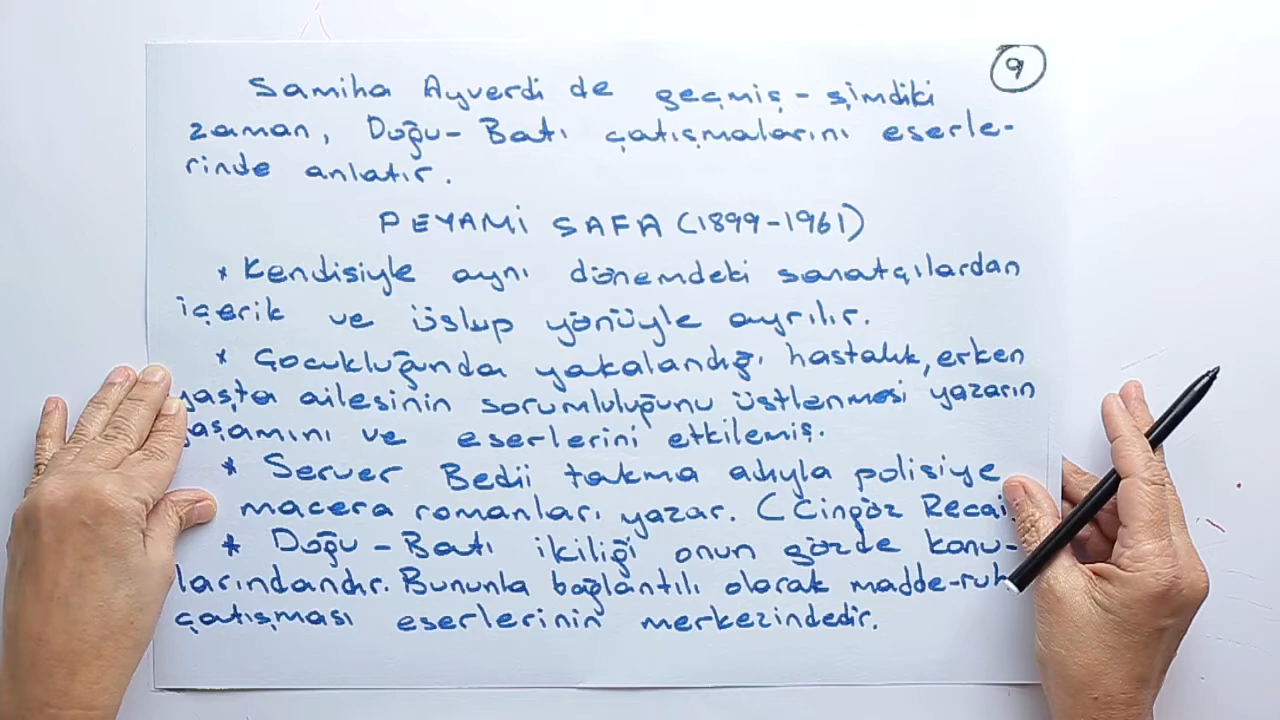 9
Samiha Ayverdi de geçmiş - şimdiki
zaman, Doğu - Batı çatışmalarını eserle-
rinde anlatır.
PEYAMİ SAFA (1899-1961)
* Kendisiyle aynı dönemdeki sanatçılardan
içerik ve üslup yönüyle ayrılır.
* Çocukluğunda yakalandığı hastalık, erken
yaşta ailesinin sorumluluğunu üstlenmesi yazarın
yaşamını ve eserlerini etkilemiş.
* Server Bedii takma adıyla polisiye
macera romanları yazar. (Cingöz Recai
* Doğu - Batı ikiliği onun gözde konu-
larındandır. Bununla bağlantılı olarak madde-ruh
çatışması eserlerinin merkezindedir.